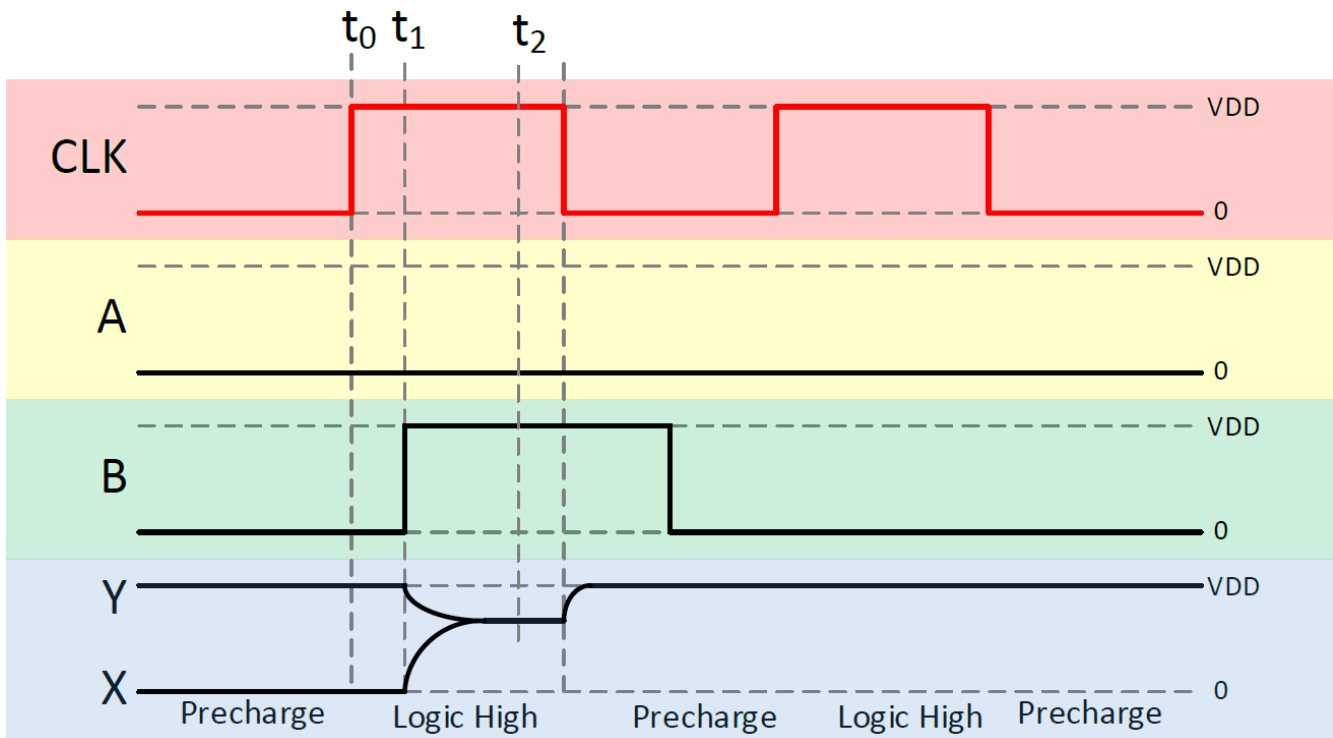 t0 t1 t2
VDD
CLK
0
VDD
A
0
VDD
B
0
Y VDD
X 0
Precharge Logic High Precharge Logic High Precharge